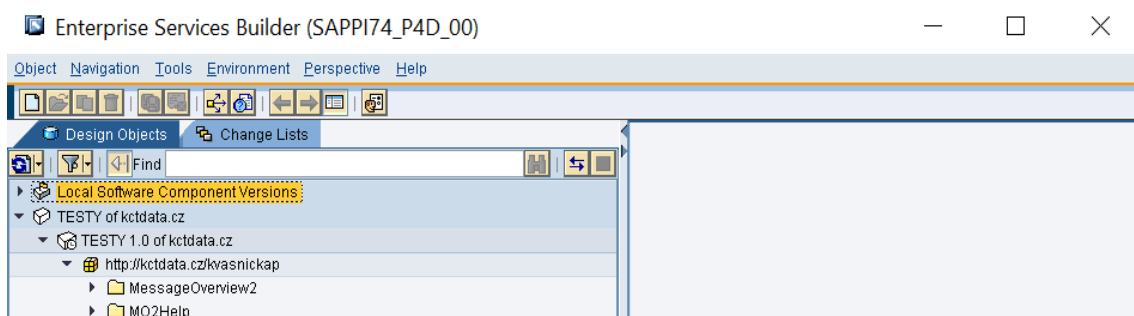 Enterprise Services Builder (SAPPI74_P4D_00)
Object Navigation Tools Environment Perspective Help
Design Objects Change Lists
Find
Local Software Component Versions
TESTY of kctdata.cz
TESTY 1.0 of kctdata.cz
http://kctdata.cz/kvasnickap
MessageOverview2
MO2Help